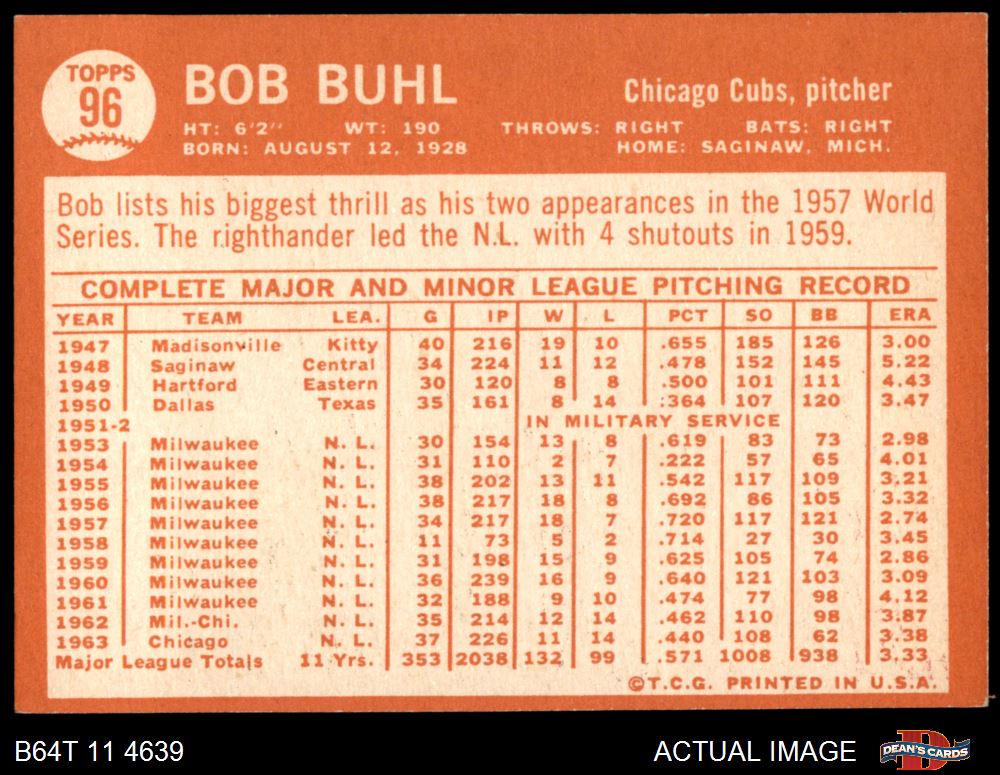 TOPPS
96
BOB BUHL
Chicago Cubs, pitcher
HT: 6'2" WT: 190 THROWS: RIGHT BATS: RIGHT
BORN: AUGUST 12, 1928 HOME: SAGINAW, MICH.
Bob lists his biggest thrill as his two appearances in the 1957 World
Series. The righthander led the N.L. with 4 shutouts in 1959.
COMPLETE MAJOR AND MINOR LEAGUE PITCHING RECORD
YEAR TEAM LEA. G IP W L PCT SO BB ERA
1947 Madisonville Kitty 40 216 19 10 .655 185 126 3.00
1948 Saginaw Central 34 224 11 12 .478 152 145 5.22
1949 Hartford Eastern 30 120 8 8 .500 101 111 4.43
1950 Dallas Texas 35 161 8 14 .364 107 120 3.47
1951-2 IN MILITARY SERVICE
1953 Milwaukee N. L. 30 154 13 8 .619 83 73 2.98
1954 Milwaukee N. L. 31 110 2 7 .222 57 65 4.01
1955 Milwaukee N. L. 38 202 13 11 .542 117 109 3.21
1956 Milwaukee N. L. 38 217 18 8 .692 86 105 3.32
1957 Milwaukee N. L. 34 217 18 7 .720 117 121 2.74
1958 Milwaukee N. L. 11 73 5 2 .714 27 30 3.45
1959 Milwaukee N. L. 31 198 15 9 .625 105 74 2.86
1960 Milwaukee N. L. 36 239 16 9 .640 121 103 3.09
1961 Milwaukee N. L. 32 188 9 10 .474 77 98 4.12
1962 Mil.-Chi. N. L. 35 214 12 14 .462 110 98 3.87
1963 Chicago N. L. 37 226 11 14 .440 108 62 3.38
Major League Totals 11 Yrs. 353 2038 132 99 .571 1008 938 3.33
©T.C.G. PRINTED IN U.S.A.
B64T 11 4639
ACTUAL IMAGE
DEAN'S CARDS